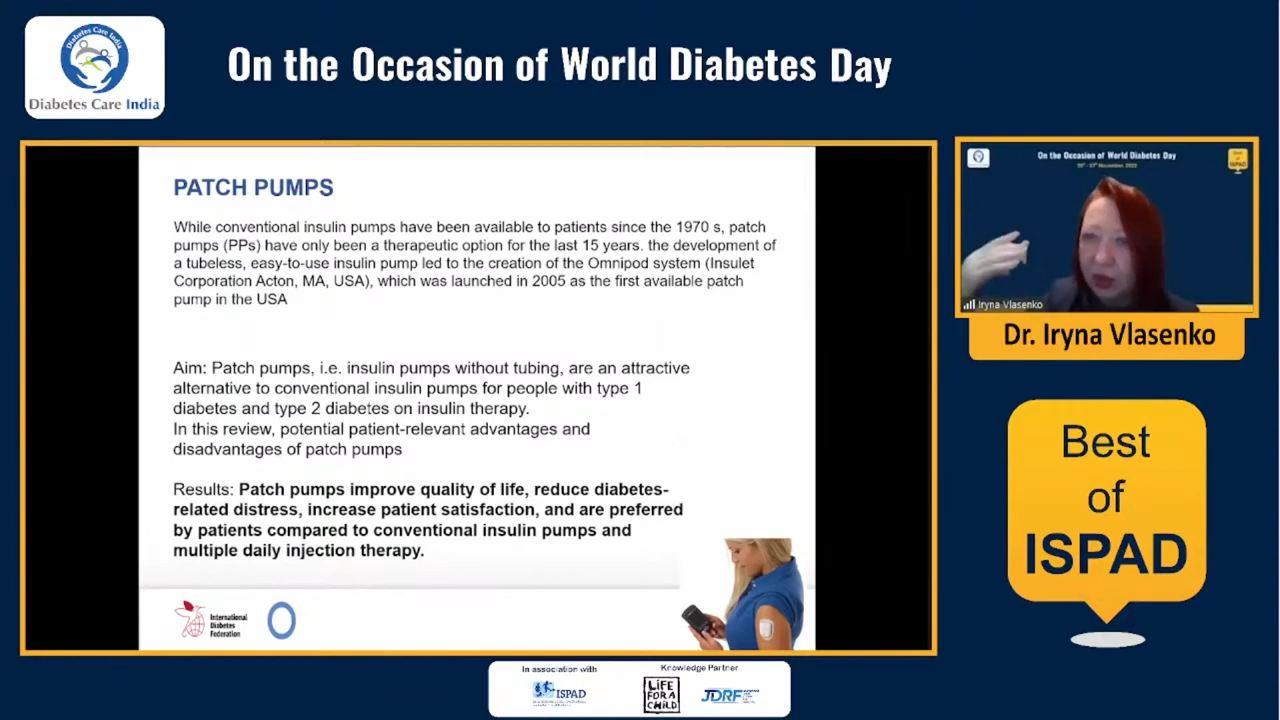 Diabetes Care India
Diabetes Care India
On the Occasion of World Diabetes Day
PATCH PUMPS
While conventional insulin pumps have been available to patients since the 1970 s, patch
pumps (PPs) have only been a therapeutic option for the last 15 years. the development of
a tubeless, easy-to-use insulin pump led to the creation of the Omnipod system (Insulet
Corporation Acton, MA, USA), which was launched in 2005 as the first available patch
pump in the USA
Aim: Patch pumps, i.e. insulin pumps without tubing, are an attractive
alternative to conventional insulin pumps for people with type 1
diabetes and type 2 diabetes on insulin therapy.
In this review, potential patient-relevant advantages and
disadvantages of patch pumps
Results: Patch pumps improve quality of life, reduce diabetes-
related distress, increase patient satisfaction, and are preferred
by patients compared to conventional insulin pumps and
multiple daily injection therapy.
International
Diabetes
Federation
On the Occasion of World Diabetes Day
Best
of
ISPAD
Iryna Vlasenko
Dr. Iryna Vlasenko
Best
of
ISPAD
In association with
ISPAD
Knowledge Partner
LIFE
FOR A
CHILD
JDRF